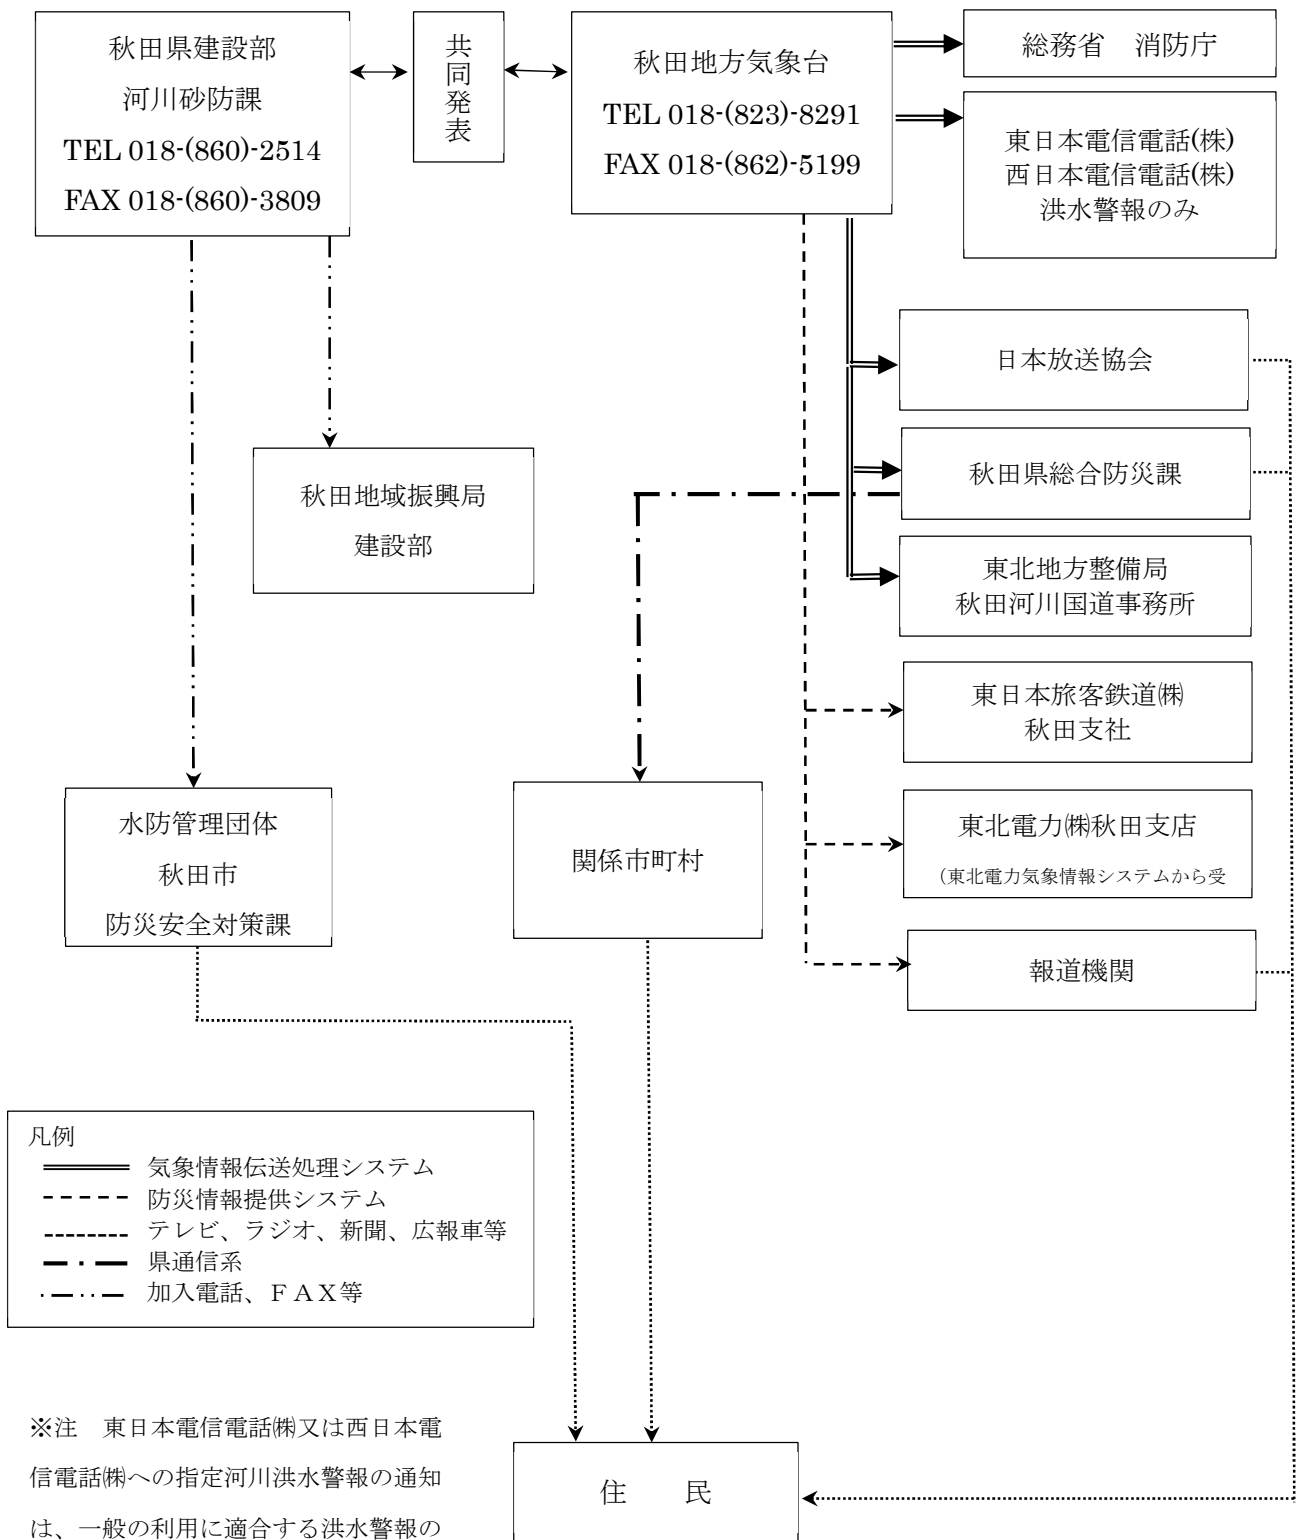 秋田県建設部
河川砂防課
TEL 018-(860)-2514
FAX 018-(860)-3809
共同発表
秋田地方気象台
TEL 018-(823)-8291
FAX 018-(862)-5199
総務省　消防庁
東日本電信電話(株)
西日本電信電話(株)
洪水警報のみ
日本放送協会
秋田県総合防災課
秋田地域振興局
建設部
東北地方整備局
秋田河川国道事務所
東日本旅客鉄道㈱
秋田支社
水防管理団体
秋田市
防災安全対策課
関係市町村
東北電力㈱秋田支店
(東北電力気象情報システムから受
報道機関
凡例
気象情報伝送処理システム
防災情報提供システム
テレビ、ラジオ、新聞、広報車等
県通信系
加入電話、ＦＡＸ等
※注　東日本電信電話㈱又は西日本電
信電話㈱への指定河川洪水警報の通知
は、一般の利用に適合する洪水警報の
住　民